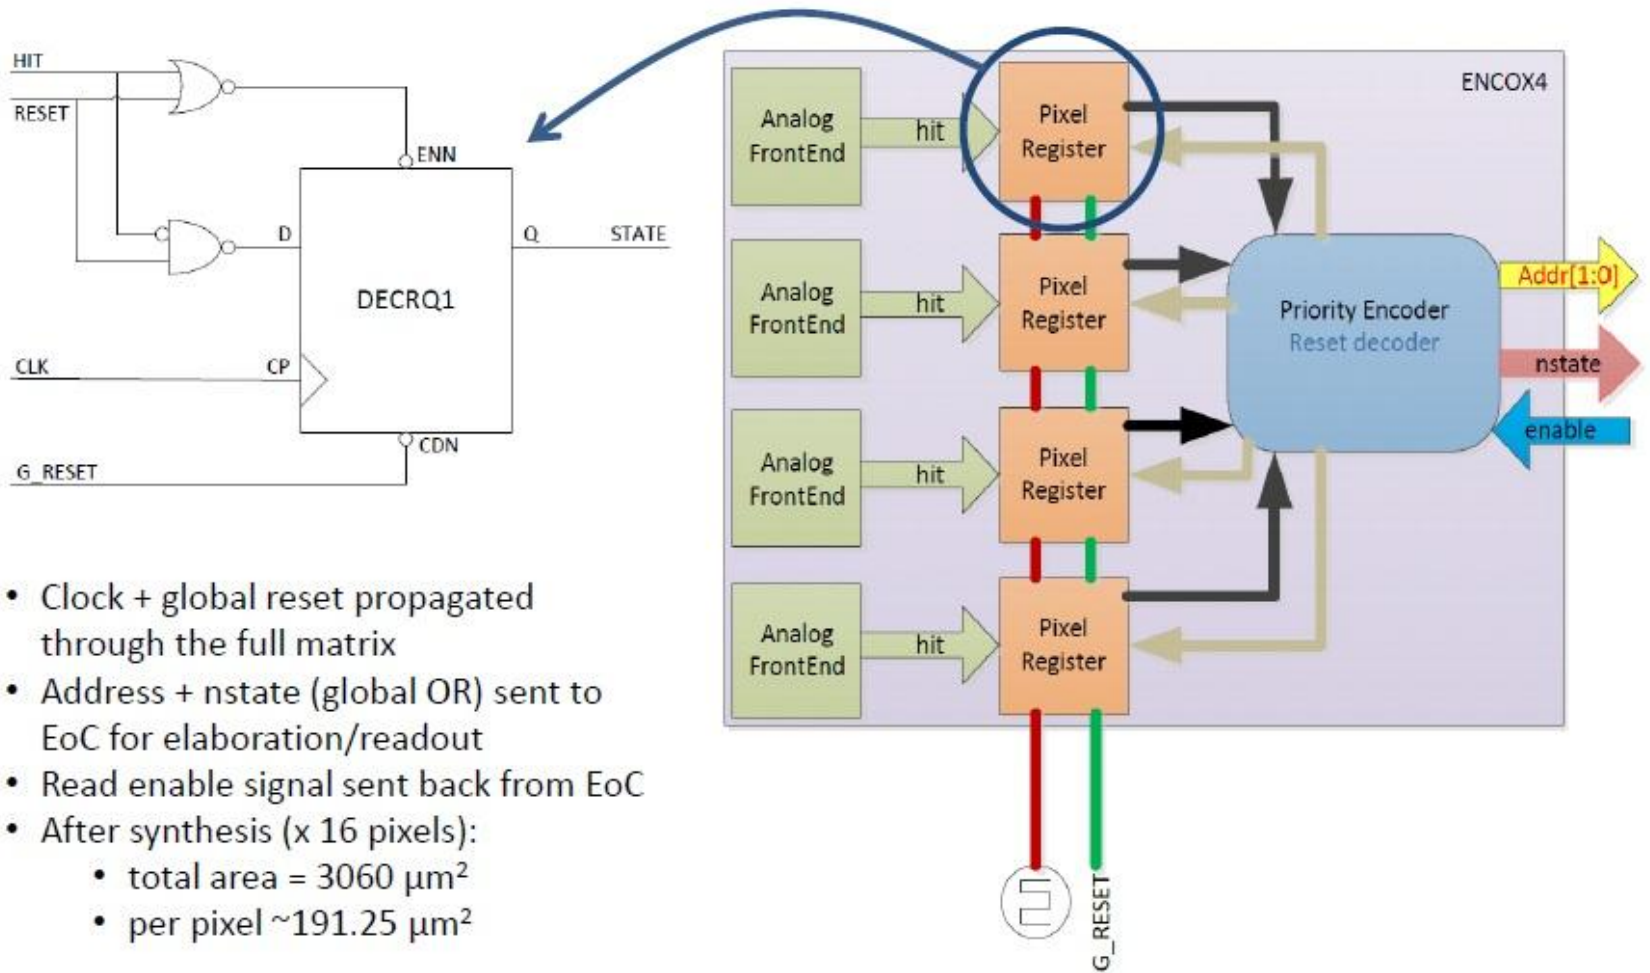 HIT
RESET
ENN
D
Q
STATE
DECRQ1
CLK
CP
CDN
G_RESET
ENCOX4
Analog
FrontEnd
hit
Pixel
Register
Analog
FrontEnd
hit
Pixel
Register
Analog
FrontEnd
hit
Pixel
Register
Analog
FrontEnd
hit
Pixel
Register
Priority Encoder
Reset decoder
Addr[1:0]
nstate
enable
G_RESET
• Clock + global reset propagated
through the full matrix
• Address + nstate (global OR) sent to
EoC for elaboration/readout
• Read enable signal sent back from EoC
• After synthesis (x 16 pixels):
• total area = 3060 μm²
• per pixel ~191.25 μm²